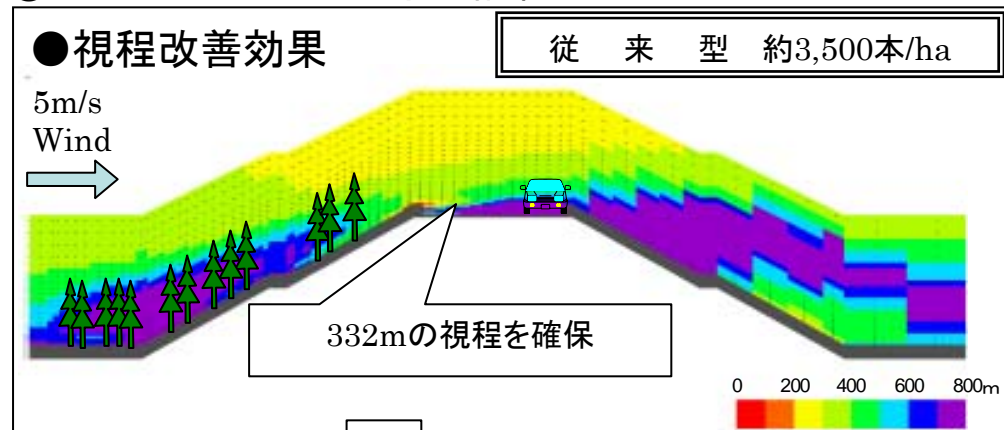 ●視程改善効果
従 来 型 約3,500本/ha
5m/s
Wind
332mの視程を確保
0 200 400 600 800m